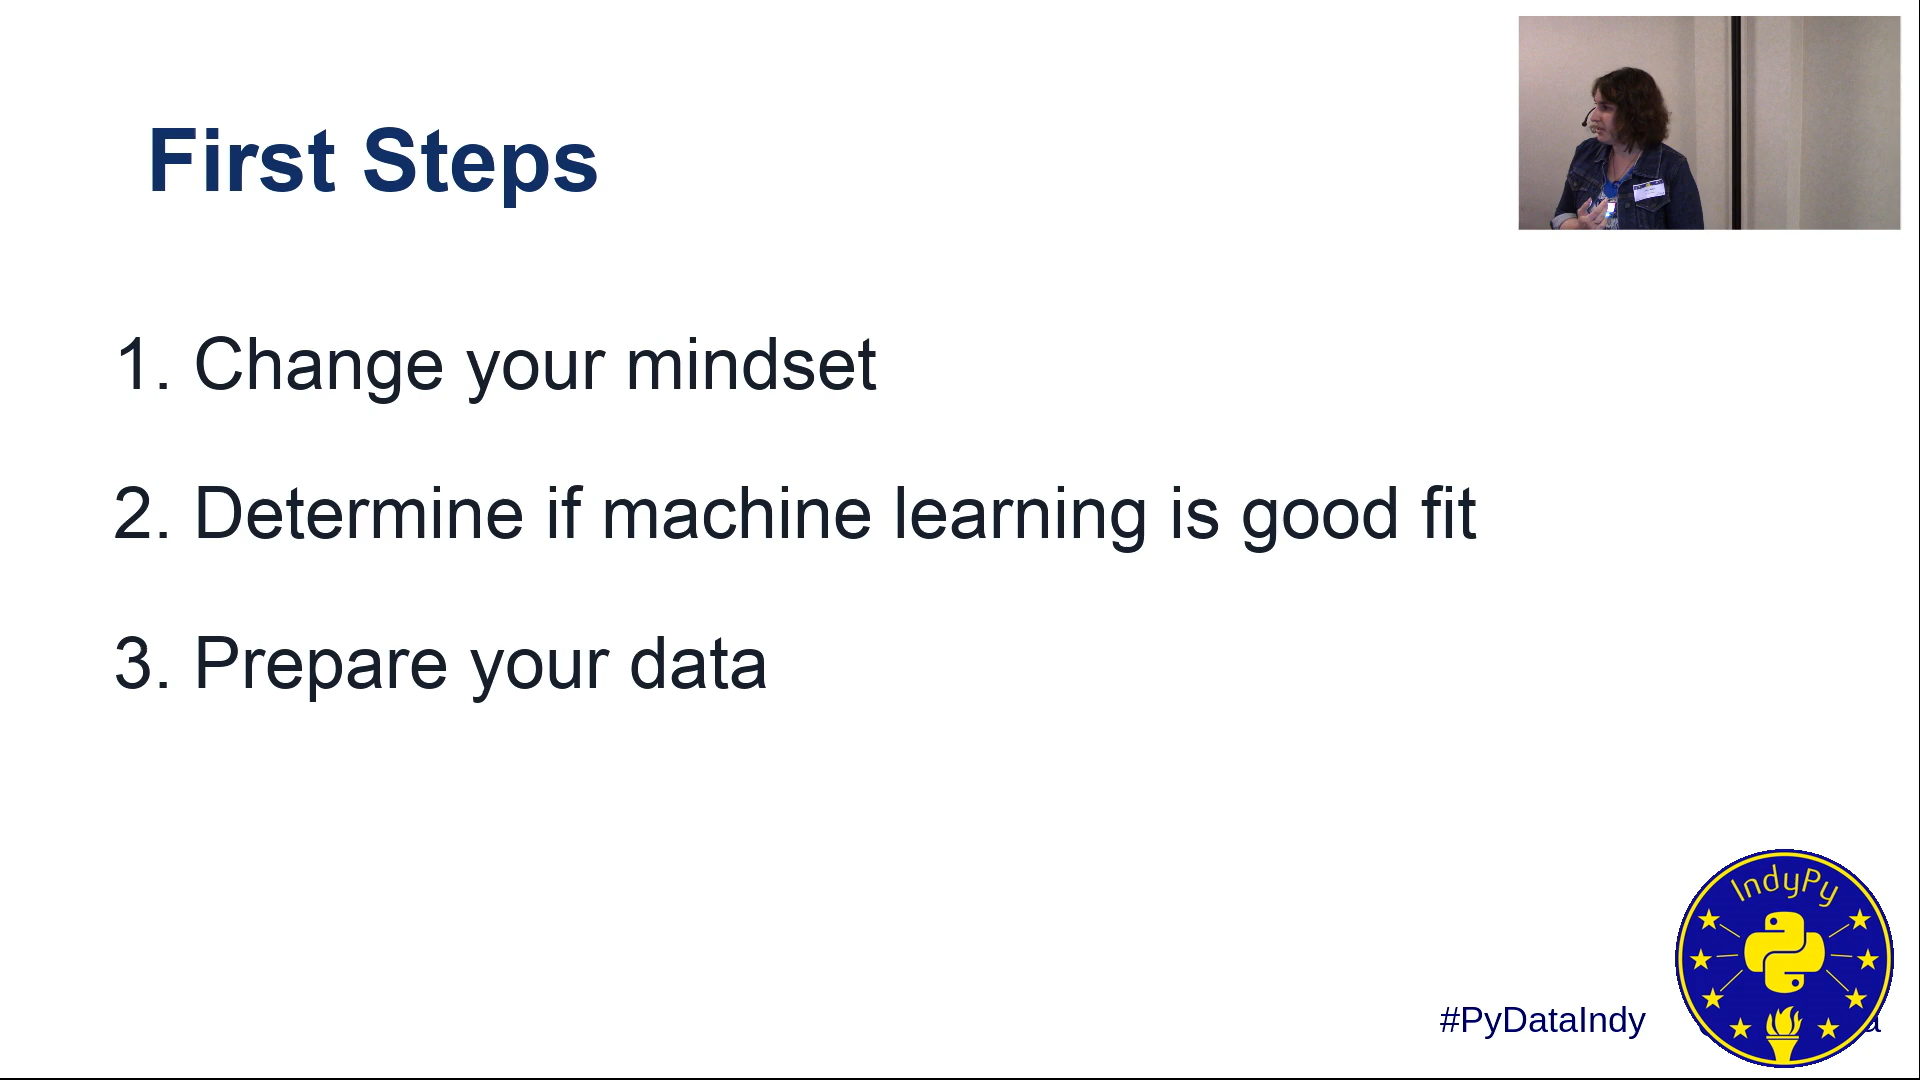 First Steps
1. Change your mindset
2. Determine if machine learning is good fit
3. Prepare your data
IndyPy
#PyDataIndy